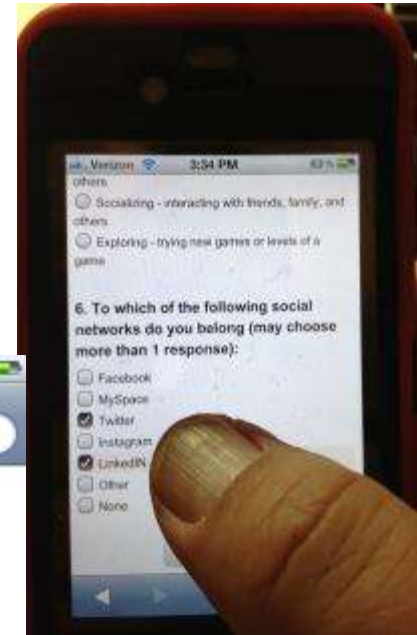 Verizon 3:34 PM
others
Socializing - interacting with friends, family, and
others
Exploring - trying new games or levels of a
game
6. To which of the following social
networks do you belong (may choose
more than 1 response):
Facebook
MySpace
Twitter
Instagram
LinkedIN
Other
None